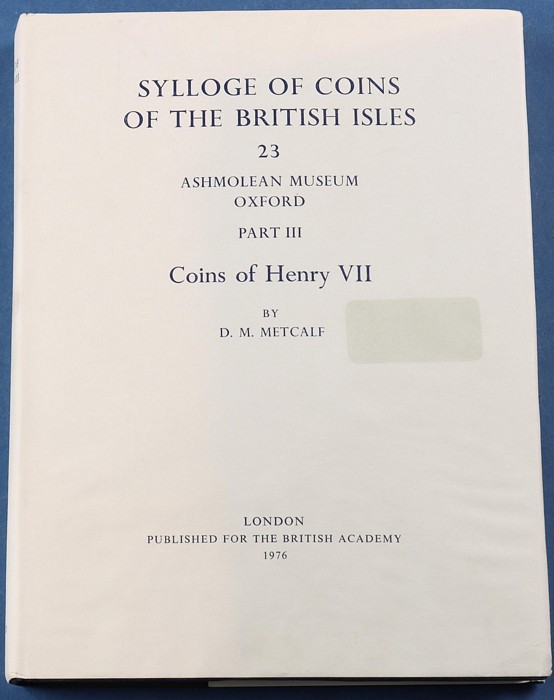 SYLLOGE OF COINS
OF THE BRITISH ISLES
23
ASHMOLEAN MUSEUM
OXFORD
PART III
Coins of Henry VII
BY
D. M. METCALF
LONDON
PUBLISHED FOR THE BRITISH ACADEMY
1976